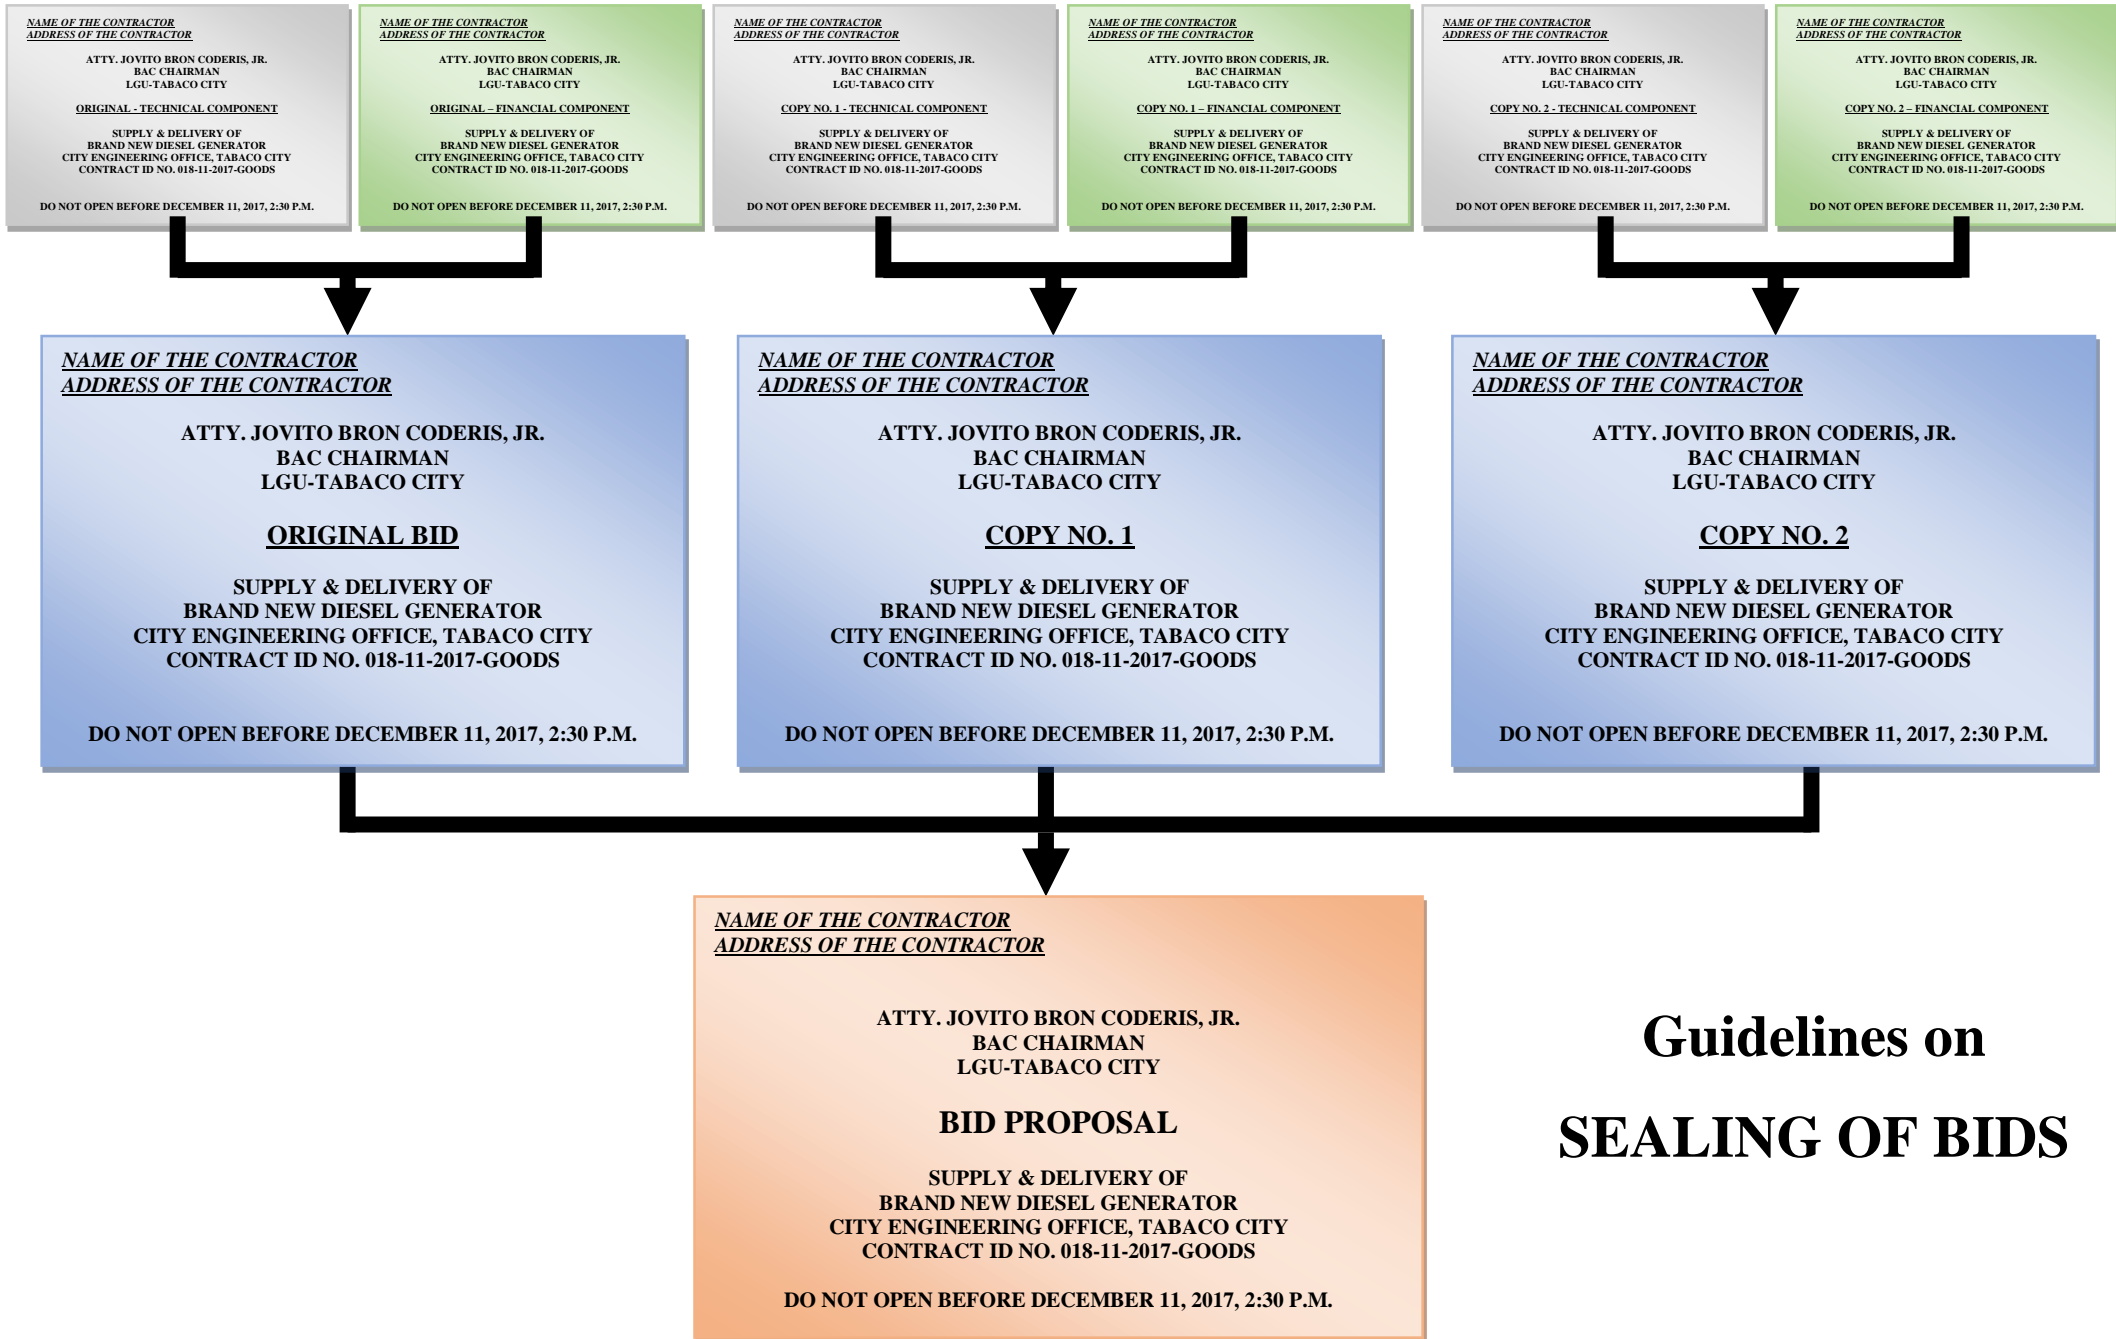 NAME OF THE CONTRACTOR
ADDRESS OF THE CONTRACTOR
ATTY. JOVITO BRON CODERIS, JR.
BAC CHAIRMAN
LGU-TABACO CITY
ORIGINAL - TECHNICAL COMPONENT
SUPPLY & DELIVERY OF
BRAND NEW DIESEL GENERATOR
CITY ENGINEERING OFFICE, TABACO CITY
CONTRACT ID NO. 018-11-2017-GOODS
DO NOT OPEN BEFORE DECEMBER 11, 2017, 2:30 P.M.
NAME OF THE CONTRACTOR
ADDRESS OF THE CONTRACTOR
ATTY. JOVITO BRON CODERIS, JR.
BAC CHAIRMAN
LGU-TABACO CITY
ORIGINAL – FINANCIAL COMPONENT
SUPPLY & DELIVERY OF
BRAND NEW DIESEL GENERATOR
CITY ENGINEERING OFFICE, TABACO CITY
CONTRACT ID NO. 018-11-2017-GOODS
DO NOT OPEN BEFORE DECEMBER 11, 2017, 2:30 P.M.
NAME OF THE CONTRACTOR
ADDRESS OF THE CONTRACTOR
ATTY. JOVITO BRON CODERIS, JR.
BAC CHAIRMAN
LGU-TABACO CITY
COPY NO. 1 - TECHNICAL COMPONENT
SUPPLY & DELIVERY OF
BRAND NEW DIESEL GENERATOR
CITY ENGINEERING OFFICE, TABACO CITY
CONTRACT ID NO. 018-11-2017-GOODS
DO NOT OPEN BEFORE DECEMBER 11, 2017, 2:30 P.M.
NAME OF THE CONTRACTOR
ADDRESS OF THE CONTRACTOR
ATTY. JOVITO BRON CODERIS, JR.
BAC CHAIRMAN
LGU-TABACO CITY
COPY NO. 1 – FINANCIAL COMPONENT
SUPPLY & DELIVERY OF
BRAND NEW DIESEL GENERATOR
CITY ENGINEERING OFFICE, TABACO CITY
CONTRACT ID NO. 018-11-2017-GOODS
DO NOT OPEN BEFORE DECEMBER 11, 2017, 2:30 P.M.
NAME OF THE CONTRACTOR
ADDRESS OF THE CONTRACTOR
ATTY. JOVITO BRON CODERIS, JR.
BAC CHAIRMAN
LGU-TABACO CITY
COPY NO. 2 - TECHNICAL COMPONENT
SUPPLY & DELIVERY OF
BRAND NEW DIESEL GENERATOR
CITY ENGINEERING OFFICE, TABACO CITY
CONTRACT ID NO. 018-11-2017-GOODS
DO NOT OPEN BEFORE DECEMBER 11, 2017, 2:30 P.M.
NAME OF THE CONTRACTOR
ADDRESS OF THE CONTRACTOR
ATTY. JOVITO BRON CODERIS, JR.
BAC CHAIRMAN
LGU-TABACO CITY
COPY NO. 2 – FINANCIAL COMPONENT
SUPPLY & DELIVERY OF
BRAND NEW DIESEL GENERATOR
CITY ENGINEERING OFFICE, TABACO CITY
CONTRACT ID NO. 018-11-2017-GOODS
DO NOT OPEN BEFORE DECEMBER 11, 2017, 2:30 P.M.
NAME OF THE CONTRACTOR
ADDRESS OF THE CONTRACTOR
ATTY. JOVITO BRON CODERIS, JR.
BAC CHAIRMAN
LGU-TABACO CITY
ORIGINAL BID
SUPPLY & DELIVERY OF
BRAND NEW DIESEL GENERATOR
CITY ENGINEERING OFFICE, TABACO CITY
CONTRACT ID NO. 018-11-2017-GOODS
DO NOT OPEN BEFORE DECEMBER 11, 2017, 2:30 P.M.
NAME OF THE CONTRACTOR
ADDRESS OF THE CONTRACTOR
ATTY. JOVITO BRON CODERIS, JR.
BAC CHAIRMAN
LGU-TABACO CITY
COPY NO. 1
SUPPLY & DELIVERY OF
BRAND NEW DIESEL GENERATOR
CITY ENGINEERING OFFICE, TABACO CITY
CONTRACT ID NO. 018-11-2017-GOODS
DO NOT OPEN BEFORE DECEMBER 11, 2017, 2:30 P.M.
NAME OF THE CONTRACTOR
ADDRESS OF THE CONTRACTOR
ATTY. JOVITO BRON CODERIS, JR.
BAC CHAIRMAN
LGU-TABACO CITY
COPY NO. 2
SUPPLY & DELIVERY OF
BRAND NEW DIESEL GENERATOR
CITY ENGINEERING OFFICE, TABACO CITY
CONTRACT ID NO. 018-11-2017-GOODS
DO NOT OPEN BEFORE DECEMBER 11, 2017, 2:30 P.M.
NAME OF THE CONTRACTOR
ADDRESS OF THE CONTRACTOR
ATTY. JOVITO BRON CODERIS, JR.
BAC CHAIRMAN
LGU-TABACO CITY
BID PROPOSAL
SUPPLY & DELIVERY OF
BRAND NEW DIESEL GENERATOR
CITY ENGINEERING OFFICE, TABACO CITY
CONTRACT ID NO. 018-11-2017-GOODS
DO NOT OPEN BEFORE DECEMBER 11, 2017, 2:30 P.M.
Guidelines on
SEALING OF BIDS